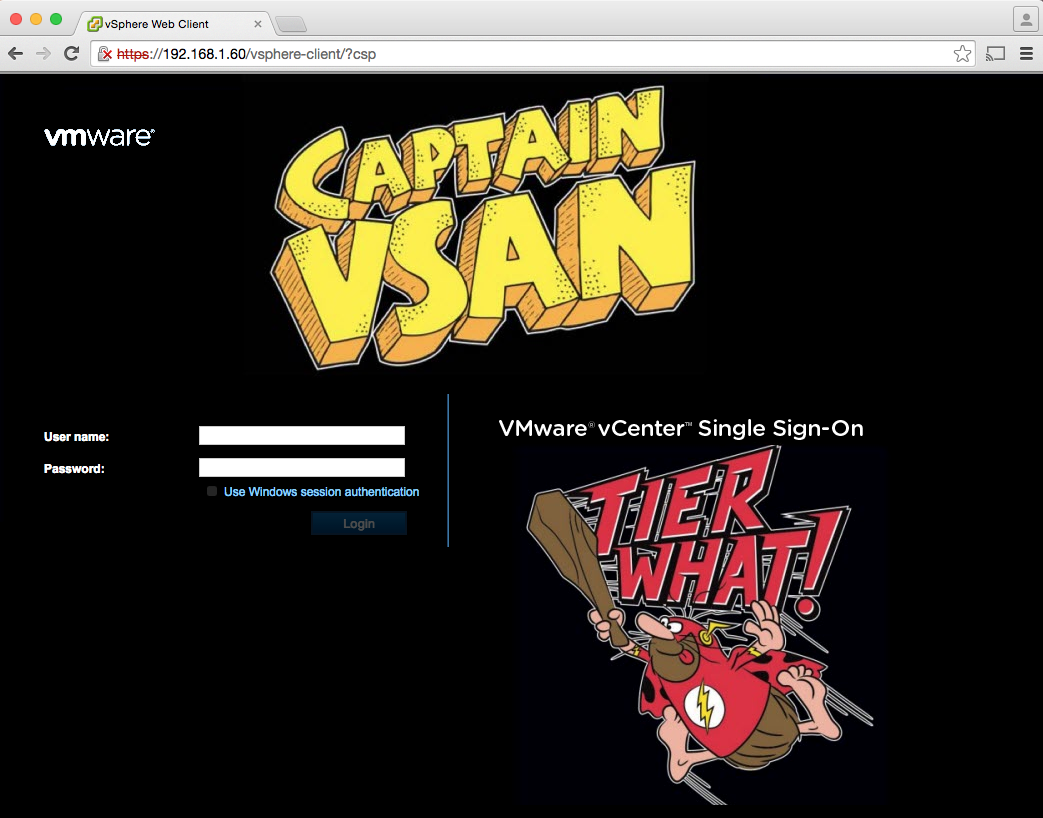 vSphere Web Client
https://192.168.1.60/vsphere-client/?csp
vmware®
CAPTAIN
VSAN
User name:
Password:
Use Windows session authentication
Login
VMware® vCenter™ Single Sign-On
TIER
WHAT!